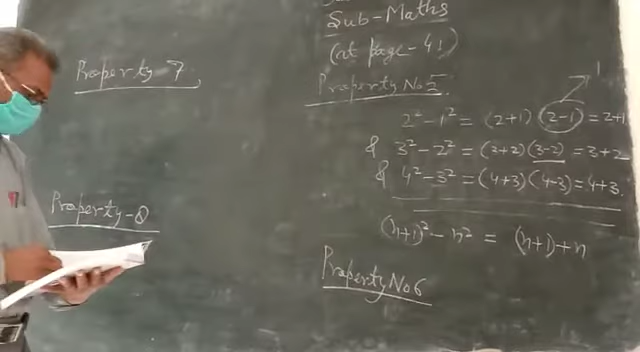 Sub-Maths
(at page-41)
Property No 5.
2² - 1² = (2+1) (2-1) = 2+1
1
& 3² - 2² = (3+2) (3-2) = 3+2
& 4² - 3² = (4+3) (4-3) = 4+3.
(n+1)² - n² = (n+1)+n
Property No 6
Property-7.
Property-8